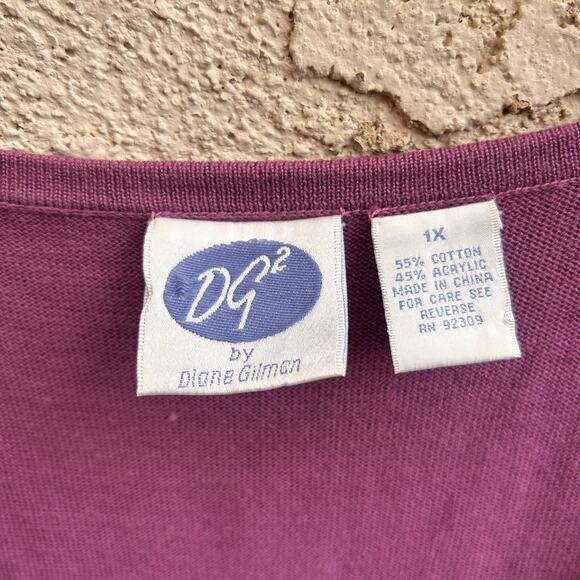 DG²
by
Diane Gilman
1X
55% COTTON
45% ACRYLIC
MADE IN CHINA
FOR CARE SEE
REVERSE
RN 92309